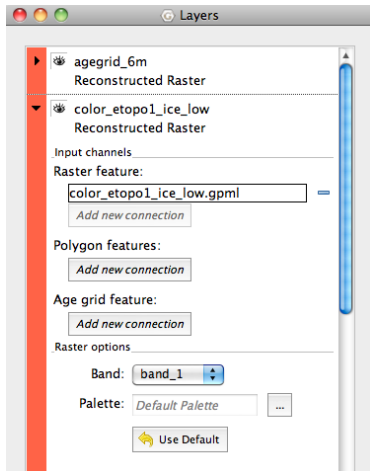 Layers
agegrid_6m
Reconstructed Raster
color_etopo1_ice_low
Reconstructed Raster
Input channels
Raster feature:
color_etopo1_ice_low.gpml
Add new connection
Polygon features:
Add new connection
Age grid feature:
Add new connection
Raster options
Band: band_1
Palette: Default Palette ...
Use Default